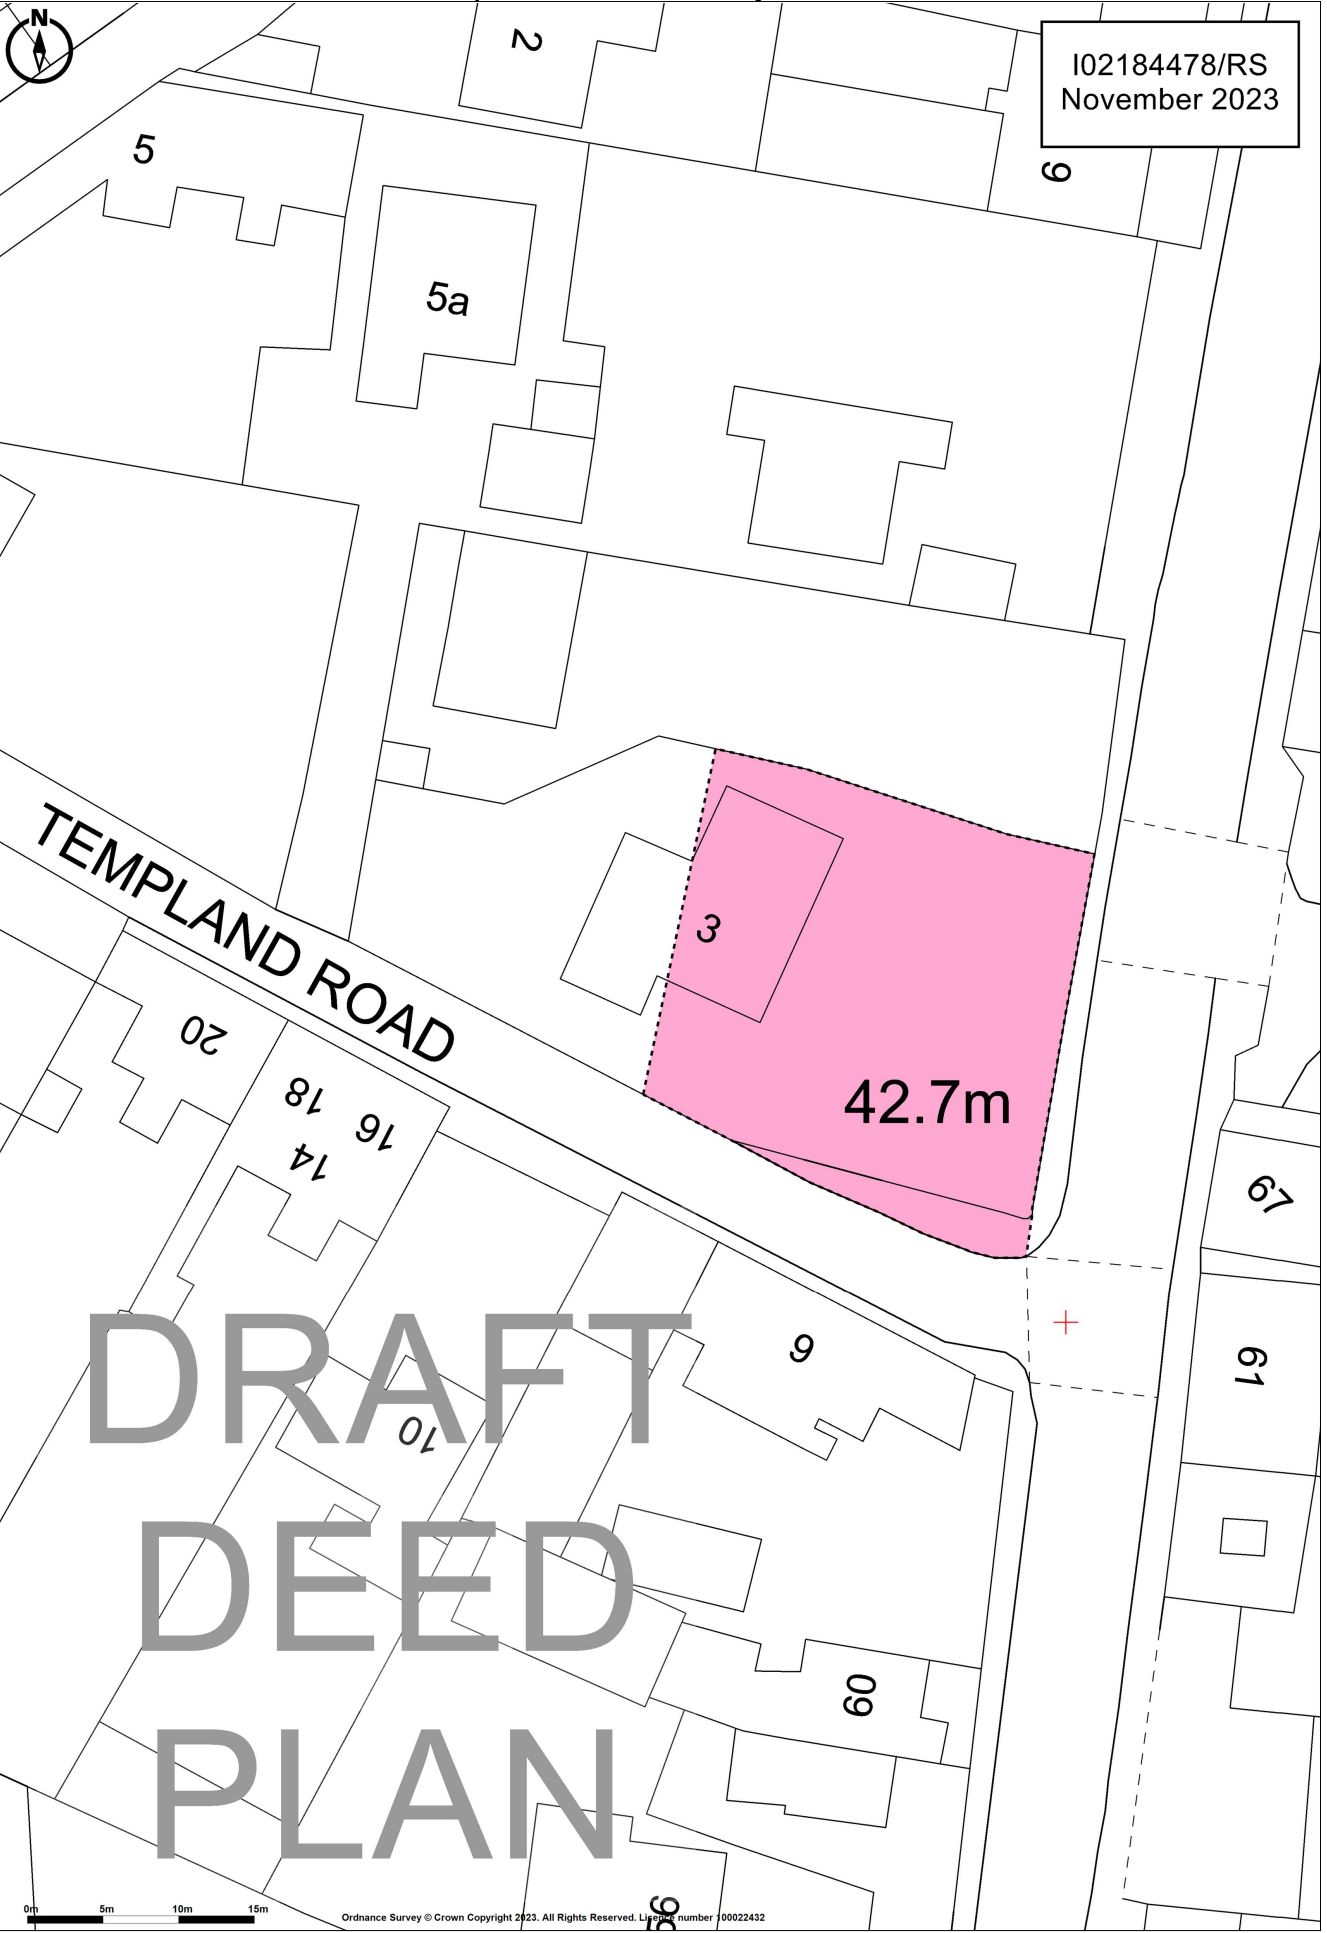 N
I02184478/RS
November 2023
2
5
9
5a
TEMPLAND ROAD
3
42.7m
20
18
16
14
67
61
6
10
60
DRAFT
DEED
PLAN
0m 5m 10m 15m
Ordnance Survey © Crown Copyright 2023. All Rights Reserved. Licence number 100022432